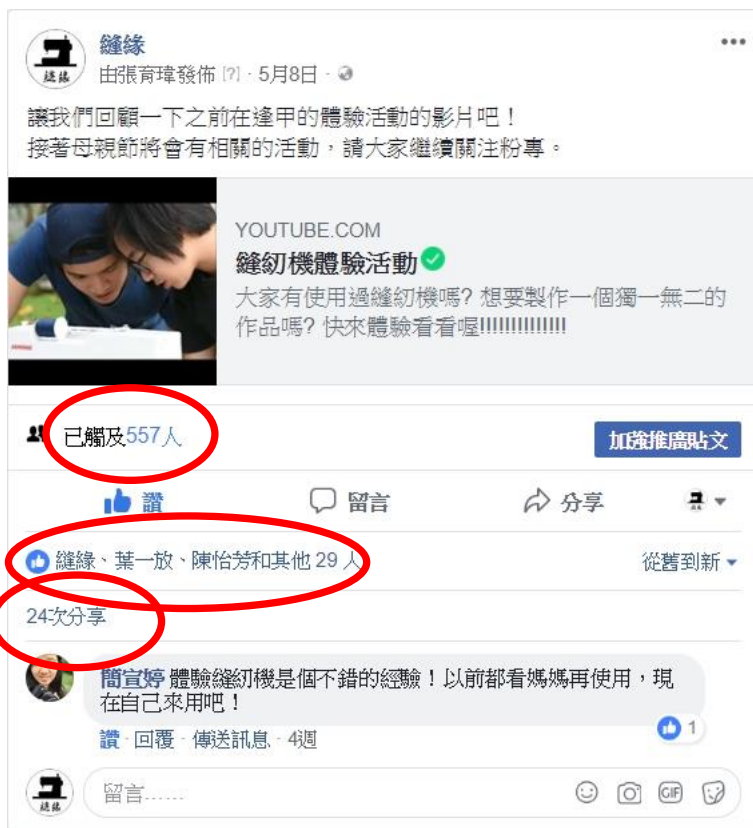 縫緣
由張育瑋發佈 [?] · 5月8日 ·
讓我們回顧一下之前在逢甲的體驗活動的影片吧！
接著母親節將會有相關的活動，請大家繼續關注粉專。
YOUTUBE.COM
縫紉機體驗活動
大家有使用過縫紉機嗎? 想要製作一個獨一無二的
作品嗎? 快來體驗看看喔!!!!!!!!!!!!!!
已觸及557人
加強推廣貼文
讚 留言 分享
縫緣、葉一放、陳怡芳和其他 29 人 從舊到新
24次分享
簡宣婷 體驗縫紉機是個不錯的經驗！以前都看媽媽再使用，現
在自己來用吧！
讚 · 回覆 · 傳送訊息 · 4週 1
縫緣 留言…… GIF